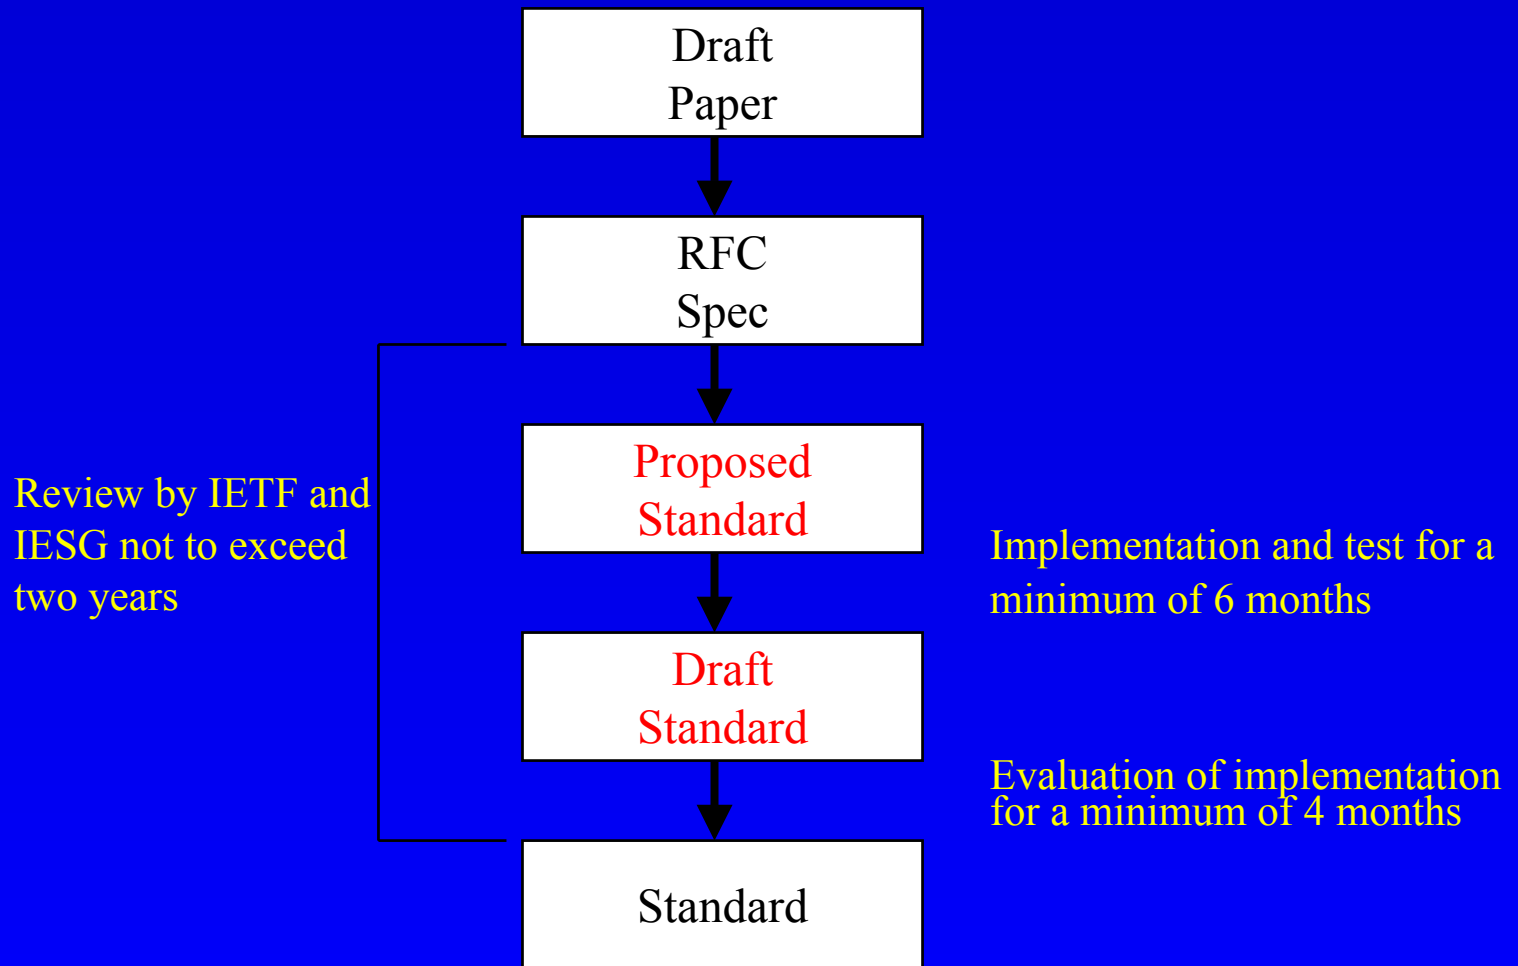 Draft
Paper
RFC
Spec
Proposed
Standard
Review by IETF and
IESG not to exceed
two years
Implementation and test for a
minimum of 6 months
Draft
Standard
Evaluation of implementation
for a minimum of 4 months
Standard